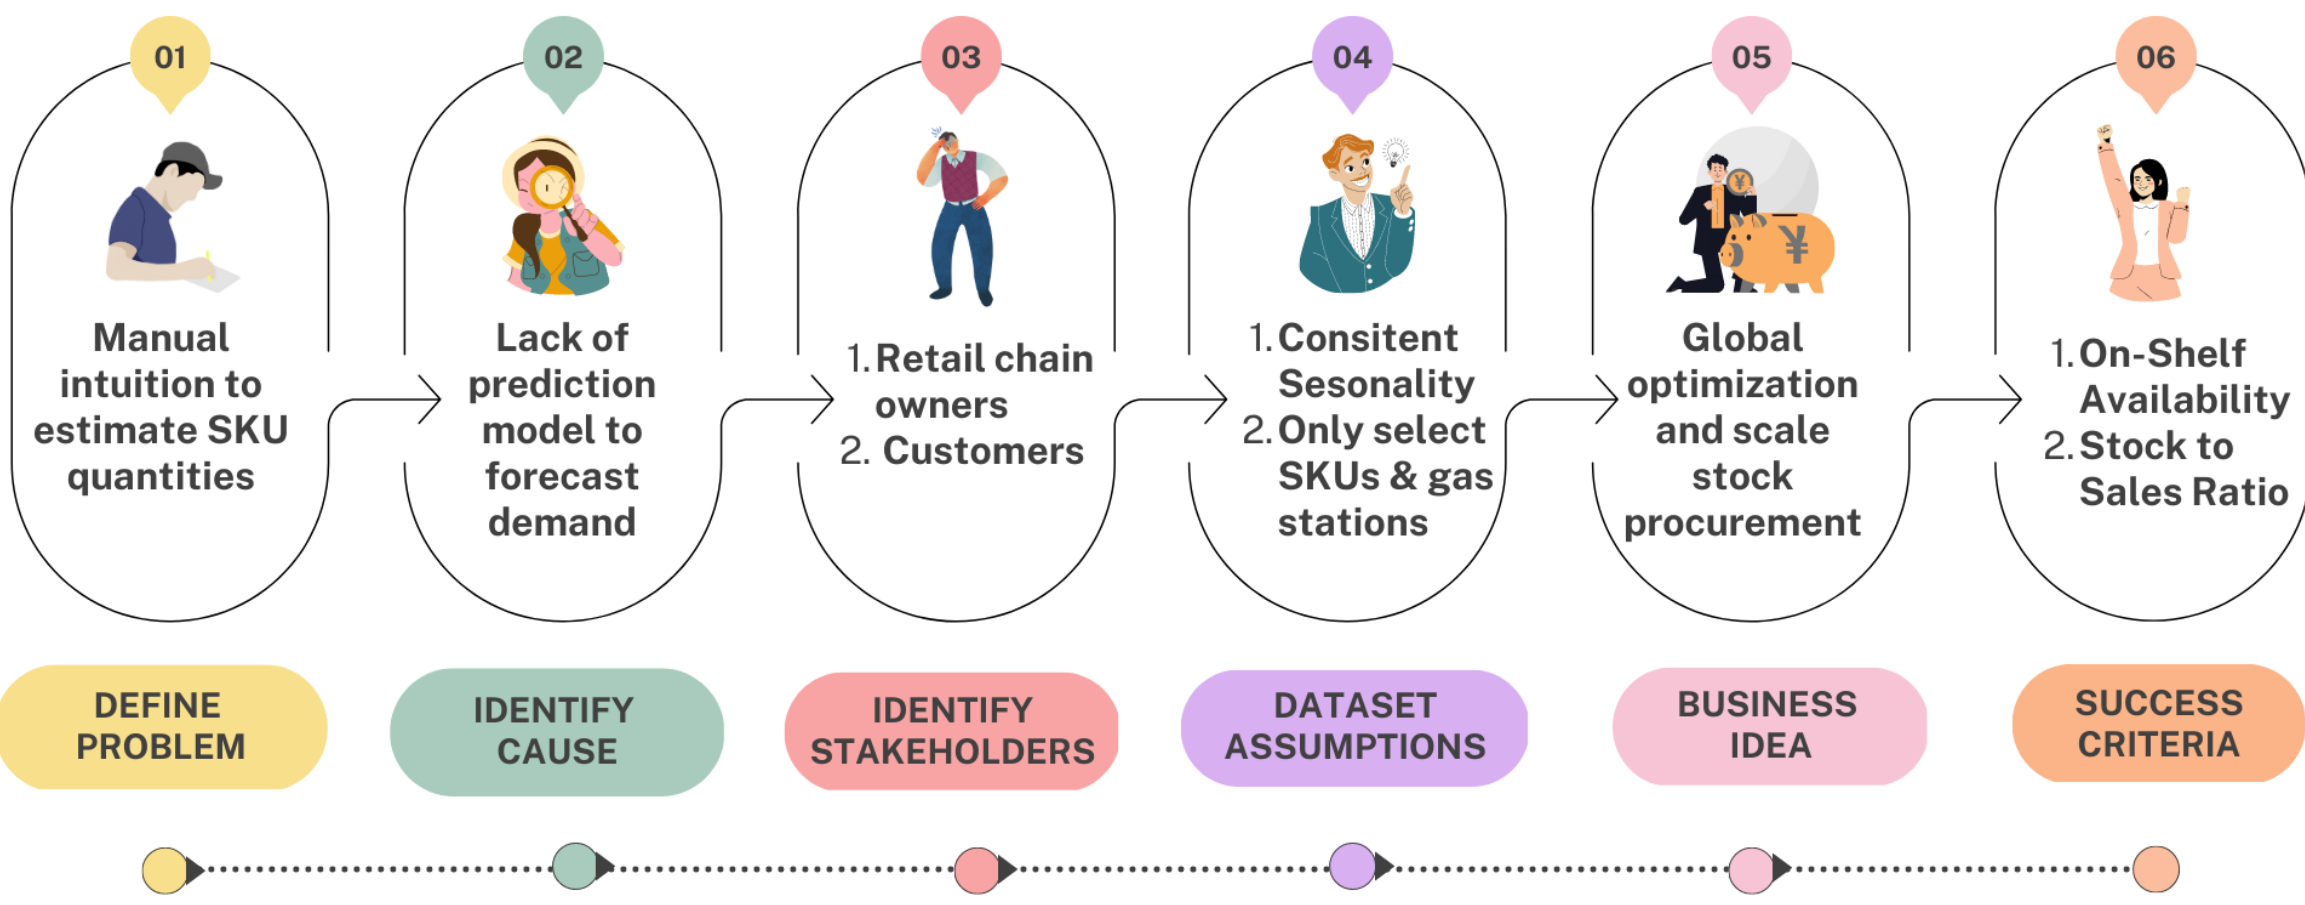 01
Manual
intuition to
estimate SKU
quantities
DEFINE
PROBLEM
02
Lack of
prediction
model to
forecast
demand
IDENTIFY
CAUSE
03
1. Retail chain
owners
2. Customers
IDENTIFY
STAKEHOLDERS
04
1. Consitent
Sesonality
2. Only select
SKUs & gas
stations
DATASET
ASSUMPTIONS
05
¥
¥
Global
optimization
and scale
stock
procurement
BUSINESS
IDEA
06
1. On-Shelf
Availability
2. Stock to
Sales Ratio
SUCCESS
CRITERIA